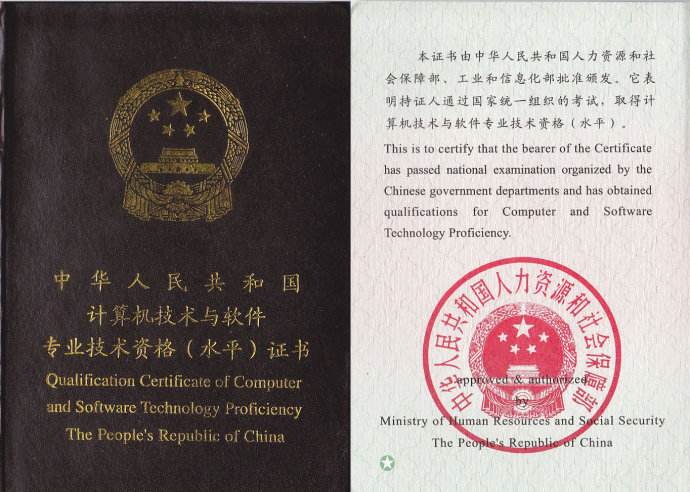 中华人民共和国
计算机技术与软件
专业技术资格（水平）证书
Qualification Certificate of Computer
and Software Technology Proficiency
The People's Republic of China
本证书由中华人民共和国人力资源和社
会保障部、工业和信息化部批准颁发。它表
明持证人通过国家统一组织的考试，取得计
算机技术与软件专业技术资格（水平）。
This is to certify that the bearer of the Certificate
has passed national examination organized by the
Chinese government departments and has obtained
qualifications for Computer and Software
Technology Proficiency.
中华人民共和国人力资源和社会保障部
approved & authorized
by
Ministry of Human Resources and Social Security
The People's Republic of China